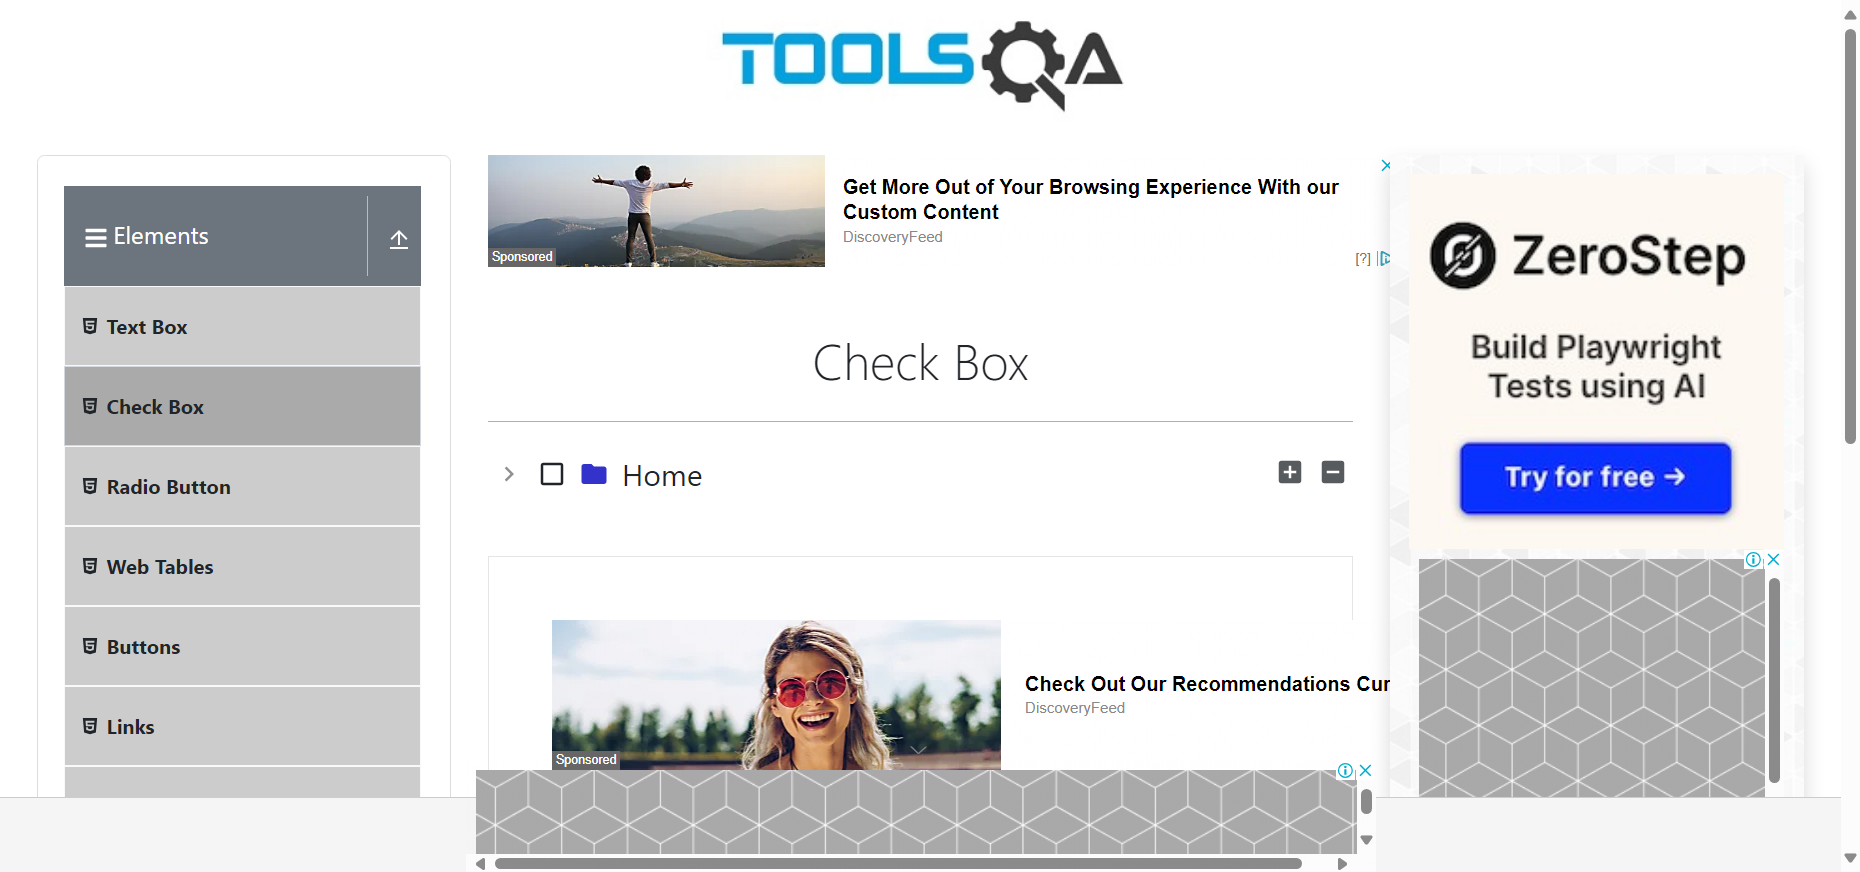 TOOLSQA
Elements
Text Box
Check Box
Radio Button
Web Tables
Buttons
Links
Sponsored
Get More Out of Your Browsing Experience With our
Custom Content
DiscoveryFeed
[?]
Check Box
Home
Sponsored
Check Out Our Recommendations Cur
DiscoveryFeed
ZeroStep
Build Playwright
Tests using AI
Try for free →